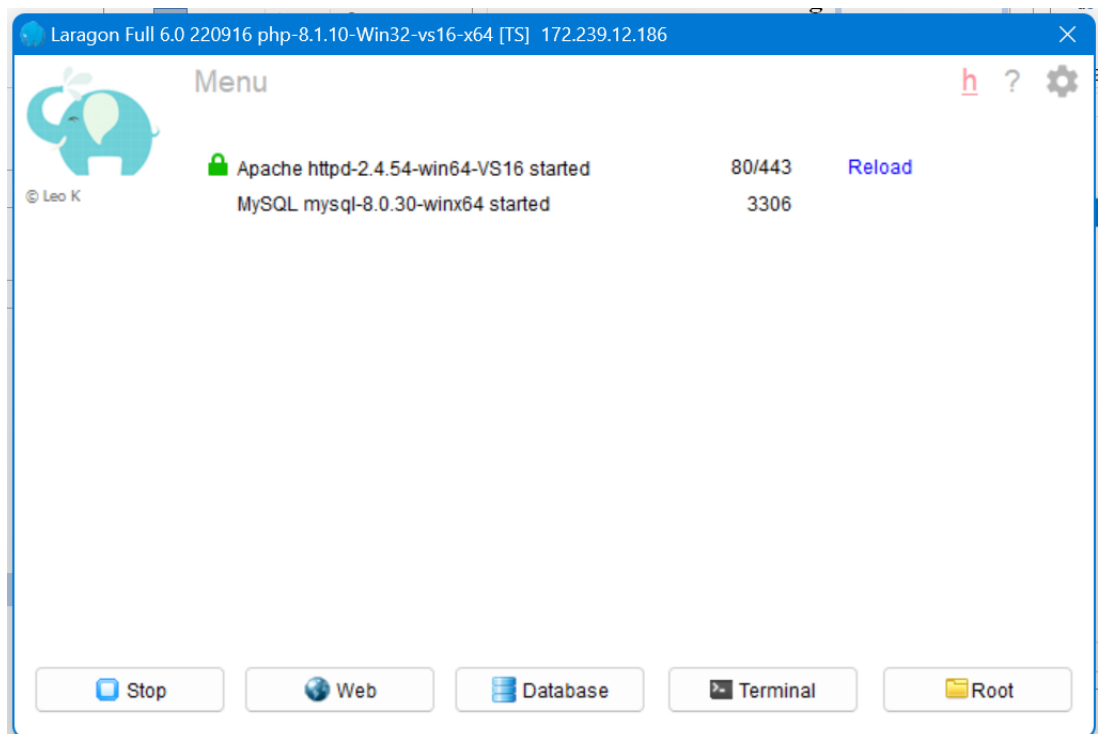 Laragon Full 6.0 220916 php-8.1.10-Win32-vs16-x64 [TS] 172.239.12.186
Menu
h ?
Apache httpd-2.4.54-win64-VS16 started 80/443 Reload
© Leo K
MySQL mysql-8.0.30-winx64 started 3306
Stop Web Database Terminal Root